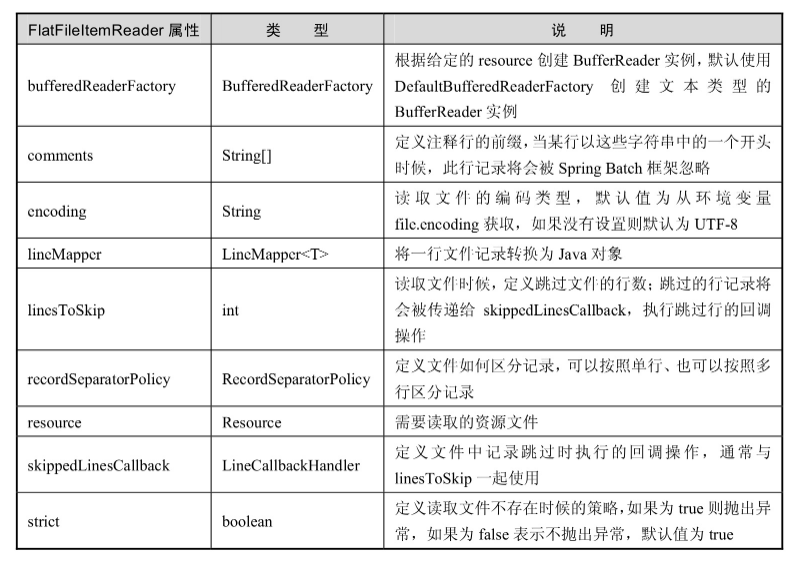 FlatFileItemReader 属性 类 型 说 明
bufferedReaderFactory BufferedReaderFactory 根据给定的 resource 创建 BufferReader 实例，默认使用
DefaultBufferedReaderFactory 创建文本类型的
BufferReader 实例
comments String[] 定义注释行的前缀，当某行以这些字符串中的一个开头
时候，此行记录将会被 Spring Batch 框架忽略
encoding String 读取文件的编码类型，默认值为从环境变量
file.encoding 获取，如果没有设置则默认为 UTF-8
lineMapper LineMapper<T> 将一行文件记录转换为 Java 对象
linesToSkip int 读取文件时候，定义跳过文件的行数；跳过的行记录将
会被传递给 skippedLinesCallback，执行跳过行的回调
操作
recordSeparatorPolicy RecordSeparatorPolicy 定义文件如何区分记录，可以按照单行、也可以按照多
行区分记录
resource Resource 需要读取的资源文件
skippedLinesCallback LineCallbackHandler 定义文件中记录跳过时执行的回调操作，通常与
linesToSkip 一起使用
strict boolean 定义读取文件不存在时候的策略，如果为 true 则抛出异
常，如果为 false 表示不抛出异常，默认值为 true